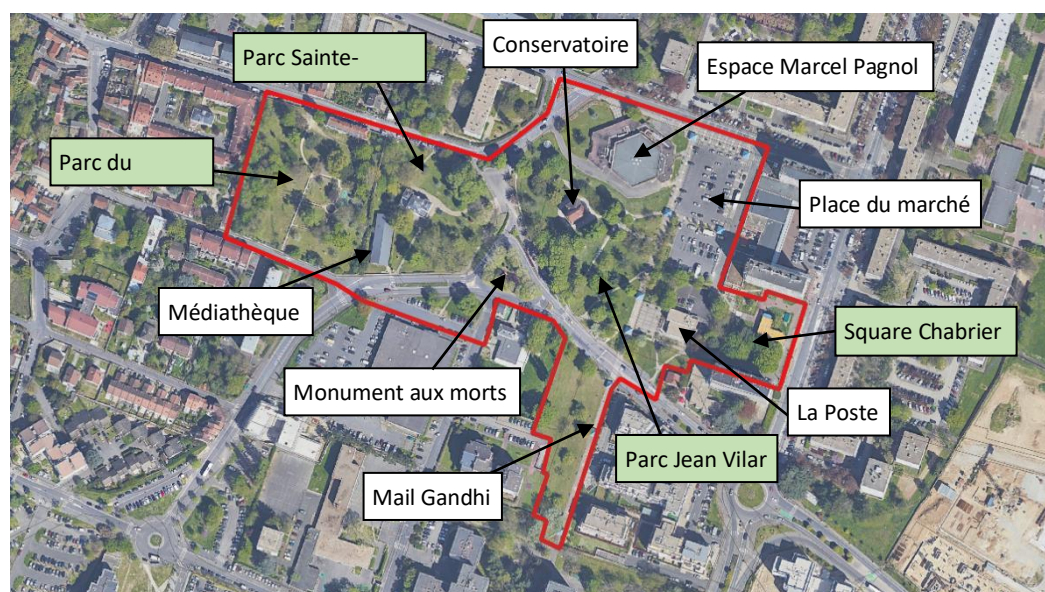 Conservatoire
Parc Sainte-
Espace Marcel Pagnol
Parc du
Place du marché
Médiathèque
Square Chabrier
Monument aux morts
La Poste
Parc Jean Vilar
Mail Gandhi